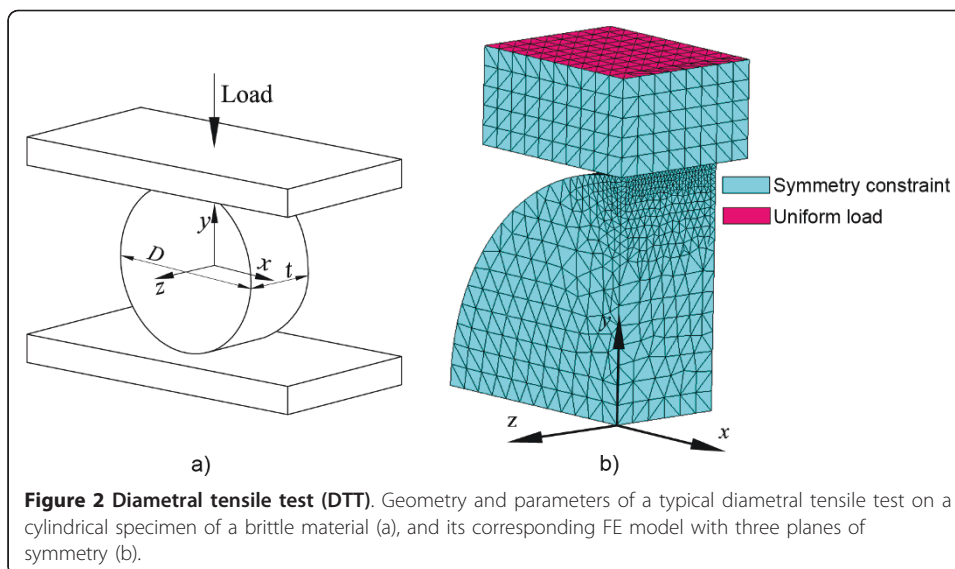 Load
y
D
x
t
z
a)
Symmetry constraint
Uniform load
y
z
x
b)
Figure 2 Diametral tensile test (DTT). Geometry and parameters of a typical diametral tensile test on a
cylindrical specimen of a brittle material (a), and its corresponding FE model with three planes of
symmetry (b).